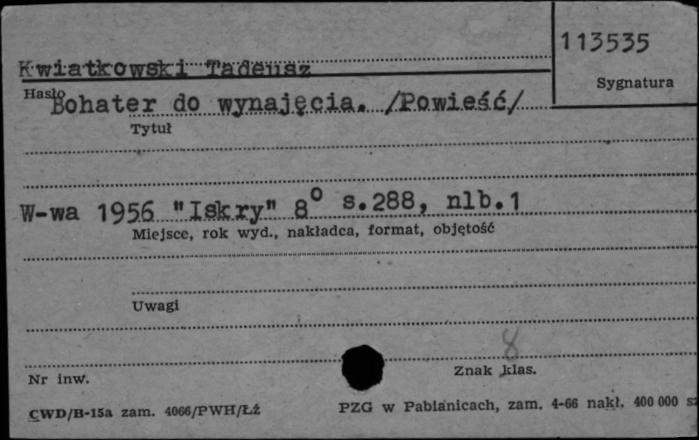 113535
Kwiatkowski Tadeusz
Sygnatura
Hasło
Bohater do wynajęcia. /Powieść/
Tytuł
W-wa 1956 "Iskry" 8° s.288, nlb.1
Miejsce, rok wyd., nakładca, format, objętość
Uwagi
8
Nr inw.
Znak klas.
CWD/B-15a zam. 4066/PWH/Łź
PZG w Pabianicach, zam. 4-66 nakł. 400 000